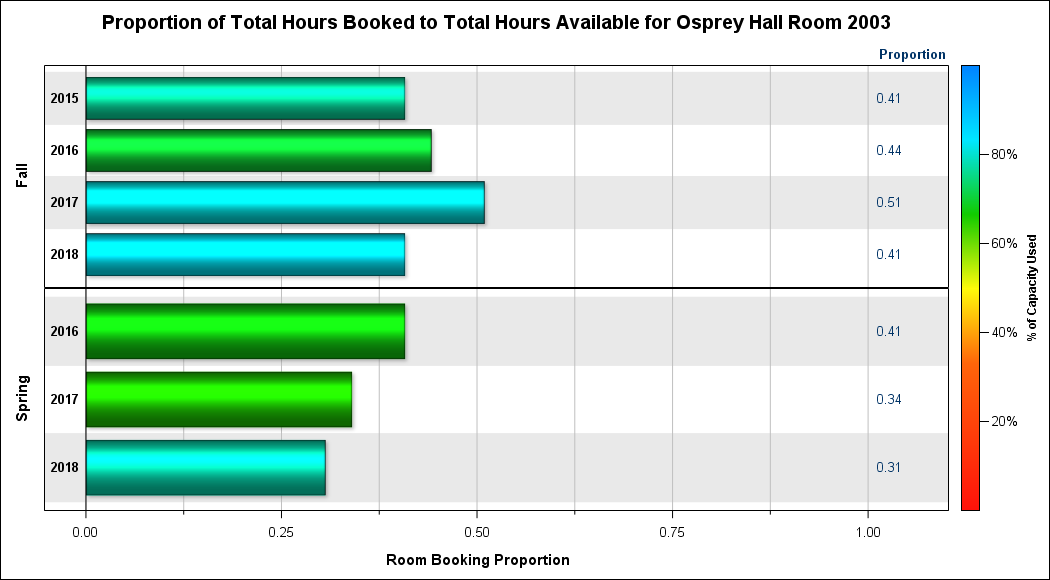 Proportion of Total Hours Booked to Total Hours Available for Osprey Hall Room 2003
Proportion
Fall
2015 0.41
2016 0.44
2017 0.51
2018 0.41
Spring
2016 0.41
2017 0.34
2018 0.31
0.00 0.25 0.50 0.75 1.00
Room Booking Proportion
80%
60%
40%
20%
% of Capacity Used